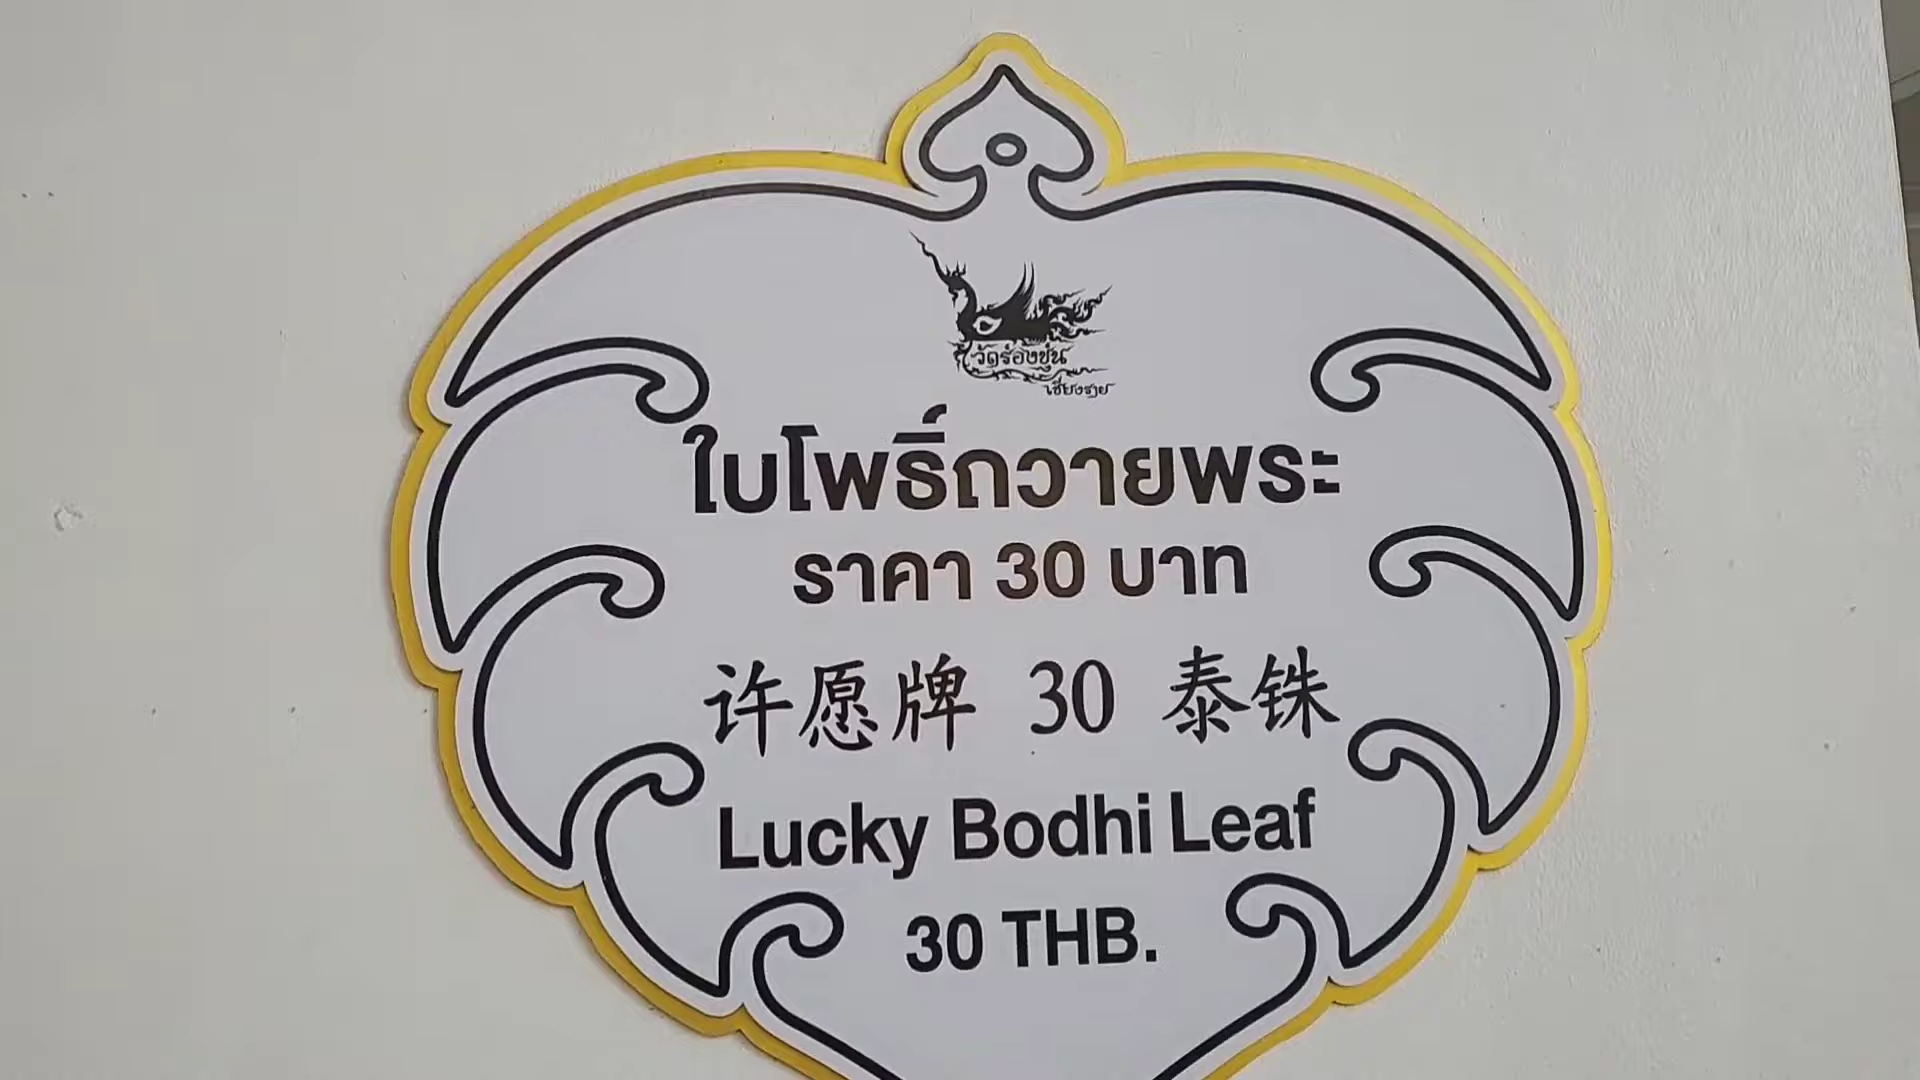 วัดร่องขุ่น
เชียงราย
ใบโพธิ์ถวายพระ
ราคา 30 บาท
许愿牌 30 泰铢
Lucky Bodhi Leaf
30 THB.